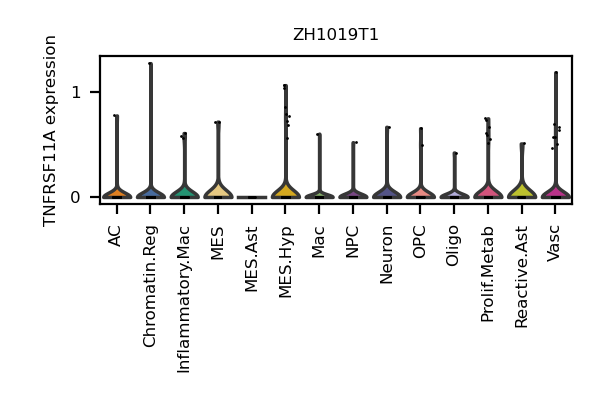 ZH1019T1
TNFRSF11A expression
1
0
AC
Chromatin.Reg
Inflammatory.Mac
MES
MES.Ast
MES.Hyp
Mac
NPC
Neuron
OPC
Oligo
Prolif.Metab
Reactive.Ast
Vasc